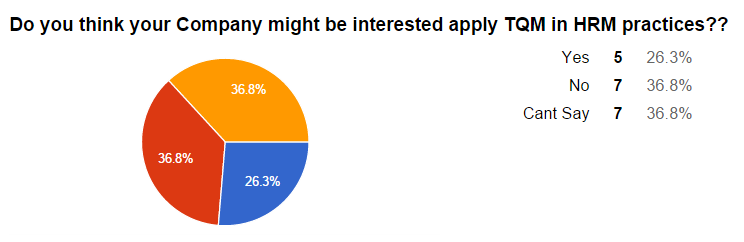 Do you think your Company might be interested apply TQM in HRM practices??
Yes 5 26.3%
No 7 36.8%
Cant Say 7 36.8%
36.8%
36.8%
26.3%